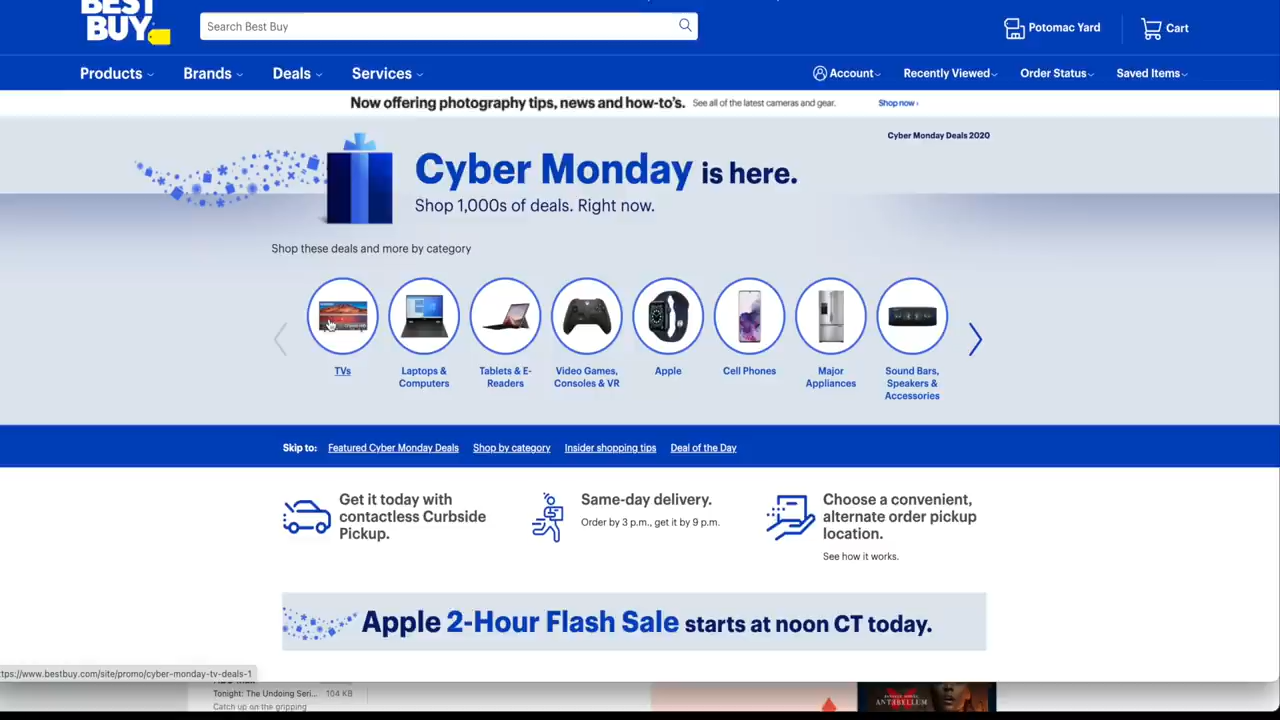 BEST
BUY
Search Best Buy
Potomac Yard
Cart
Products
Brands
Deals
Services
Account
Recently Viewed
Order Status
Saved Items
Now offering photography tips, news and how-to's. See all of the latest cameras and gear. Shop now ›
Cyber Monday Deals 2020
Cyber Monday is here.
Shop 1,000s of deals. Right now.
Shop these deals and more by category
TVs
Laptops &
Computers
Tablets & E-
Readers
Video Games,
Consoles & VR
Apple
Cell Phones
Major
Appliances
Sound Bars,
Speakers &
Accessories
Skip to: Featured Cyber Monday Deals Shop by category Insider shopping tips Deal of the Day
Get it today with
contactless Curbside
Pickup.
Same-day delivery.
Order by 3 p.m., get it by 9 p.m.
Choose a convenient,
alternate order pickup
location.
See how it works.
Apple 2-Hour Flash Sale starts at noon CT today.
tps://www.bestbuy.com/site/promo/cyber-monday-tv-deals-1
Tonight: The Undoing Seri... 104 KB
Catch up on the gripping
ANTEBELLUM